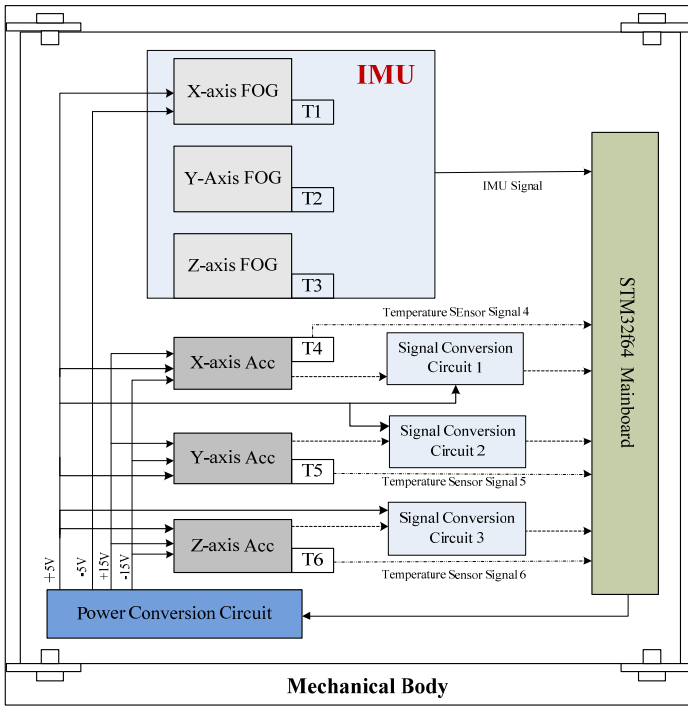 IMU
X-axis FOG
T1
Y-Axis FOG
T2
IMU Signal
Z-axis FOG
T3
Temperature SEnsor Signal 4
X-axis Acc
T4
Signal Conversion
Circuit 1
STM32f64 Mainboard
Signal Conversion
Circuit 2
Y-axis Acc
T5
Temperature Sensor Signal 5
Signal Conversion
Circuit 3
Z-axis Acc
T6
Temperature Sensor Signal 6
+5V
-5V
+15V
-15V
Power Conversion Circuit
Mechanical Body